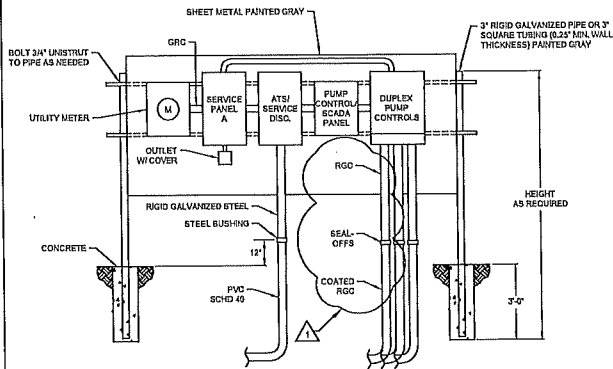 SHEET METAL PAINTED GRAY
3" RIGID GALVANIZED PIPE OR 3"
SQUARE TUBING (0.25" MIN. WALL
THICKNESS) PAINTED GRAY
BOLT 3/4" UNISTRUT
TO PIPE AS NEEDED
GRC
UTILITY METER
M
SERVICE
PANEL
A
ATS/
SERVICE
DISC.
PUMP
CONTROL/
SCADA
PANEL
DUPLEX
PUMP
CONTROLS
OUTLET
W/ COVER
RGC
HEIGHT
AS REQUIRED
RIGID GALVANIZED STEEL
STEEL BUSHING
SEAL-
OFFS
CONCRETE
12"
PVC
SCHD 40
COATED
RGC
3'-0"
1